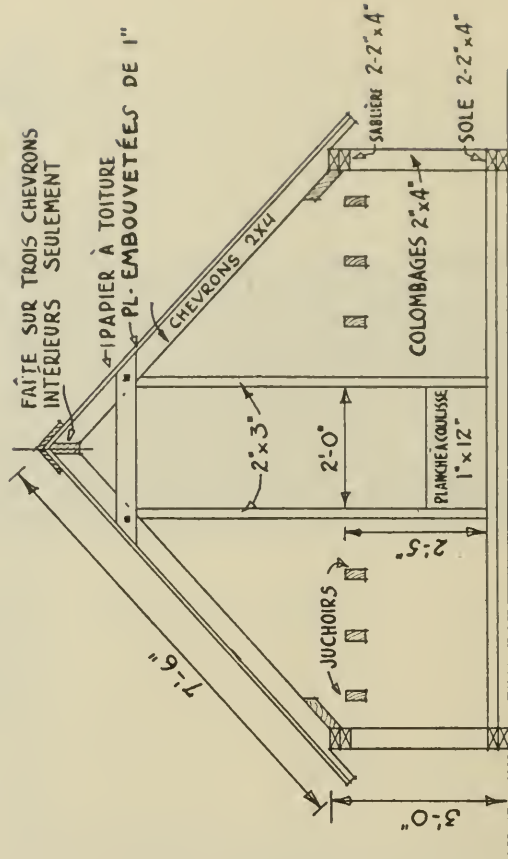 FAÎTE SUR TROIS CHEVRONS
INTERIEURS SEULEMENT
1 PAPIER À TOITURE
PL- EMBOUVETÉES DE 1"
CHEVRONS 2X4
7'-6"
2"x3"
2'-0"
JUCHOIRS
2'-5"
PLANCHE À COULISSE
1"x12"
COLOMBAGES 2"x4"
SABLIÈRE 2-2"x4"
SOLE 2-2"x4"
3'-0"